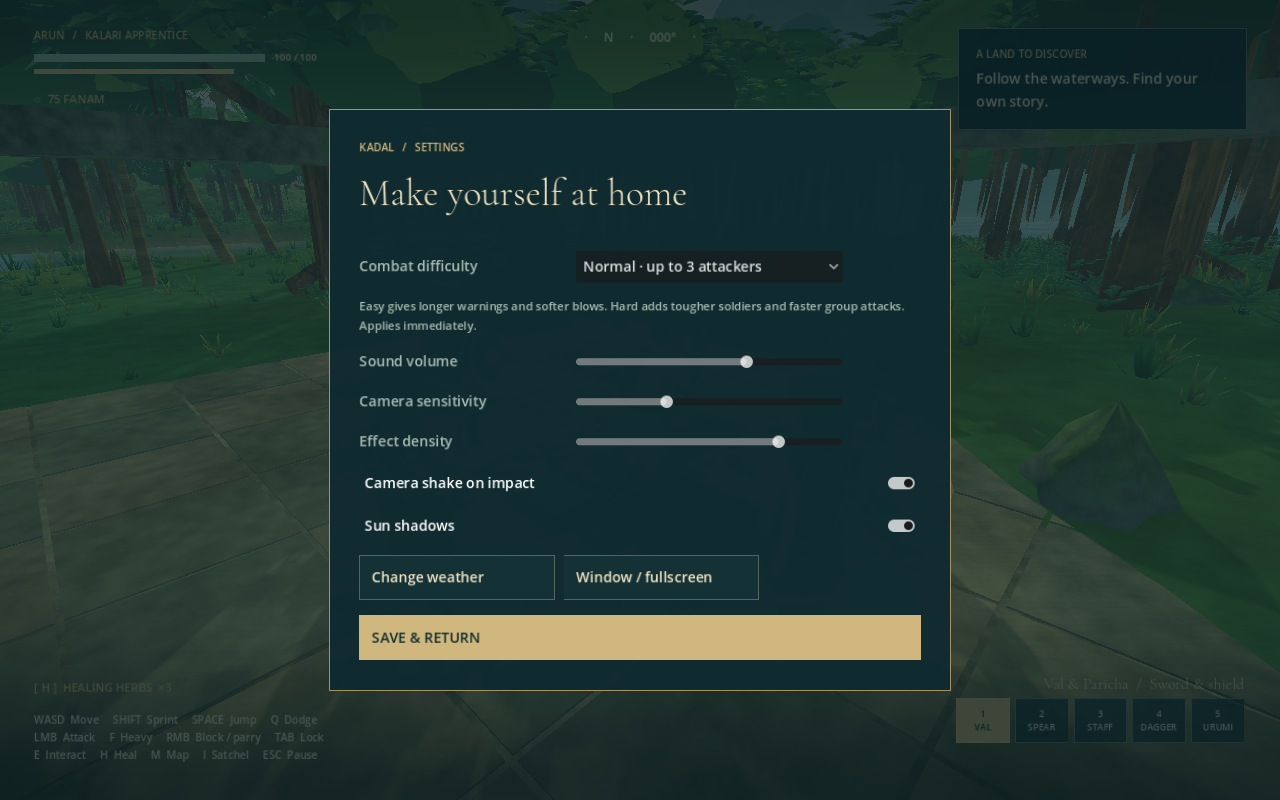 ARUN / KALARI APPRENTICE
100 / 100
75 FANAM
· N · 000° ·
A LAND TO DISCOVER
Follow the waterways. Find your
own story.
KADAL / SETTINGS
Make yourself at home
Combat difficulty
Normal · up to 3 attackers
Easy gives longer warnings and softer blows. Hard adds tougher soldiers and faster group attacks.
Applies immediately.
Sound volume
Camera sensitivity
Effect density
Camera shake on impact
Sun shadows
Change weather
Window / fullscreen
SAVE & RETURN
[ H ] HEALING HERBS ×3
WASD Move SHIFT Sprint SPACE Jump Q Dodge
LMB Attack F Heavy RMB Block / parry TAB Lock
E Interact H Heal M Map I Satchel ESC Pause
Val & Paricha / Sword & shield
1
VAL
2
SPEAR
3
STAFF
4
DAGGER
5
URUMI